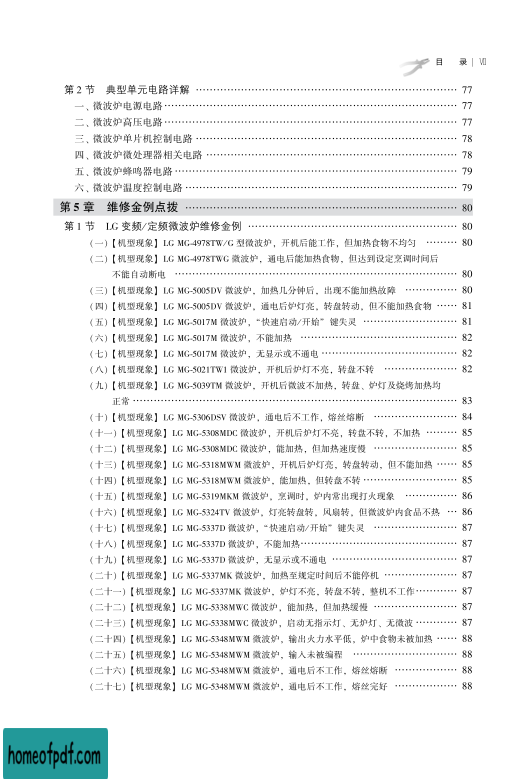 目 录 | Ⅶ
第 2 节 典型单元电路详解 …… 77
一、微波炉电源电路 …… 77
二、微波炉高压电路 …… 77
三、微波炉单片机控制电路 …… 78
四、微波炉微处理器相关电路 …… 78
五、微波炉蜂鸣器电路 …… 79
六、微波炉温度控制电路 …… 79
第 5 章 维修金例点拨 …… 80
第 1 节 LG 变频/定频微波炉维修金例 …… 80
(一)【机型现象】LG MG-4978TW/G 型微波炉，开机后能工作，但加热食物不均匀 …… 80
(二)【机型现象】LG MG-4978TWG 微波炉，通电后能加热食物，但达到设定烹调时间后
不能自动断电 …… 80
(三)【机型现象】LG MG-5005DV 微波炉，加热几分钟后，出现不能加热故障 …… 80
(四)【机型现象】LG MG-5005DV 微波炉，通电后炉灯亮，转盘转动，但不能加热食物 …… 81
(五)【机型现象】LG MG-5017M 微波炉，“快速启动/开始”键失灵 …… 81
(六)【机型现象】LG MG-5017M 微波炉，不能加热 …… 82
(七)【机型现象】LG MG-5017M 微波炉，无显示或不通电 …… 82
(八)【机型现象】LG MG-5021TW1 微波炉，开机后炉灯不亮，转盘不转 …… 82
(九)【机型现象】LG MG-5039TM 微波炉，开机后微波不加热，转盘、炉灯及烧烤加热均
正常 …… 83
(十)【机型现象】LG MG-5306DSV 微波炉，通电后不工作，熔丝熔断 …… 84
(十一)【机型现象】LG MG-5308MDC 微波炉，开机后炉灯不亮，转盘不转，不加热 …… 85
(十二)【机型现象】LG MG-5308MDC 微波炉，能加热，但加热速度慢 …… 85
(十三)【机型现象】LG MG-5318MWM 微波炉，开机后炉灯亮，转盘转动，但不能加热 …… 85
(十四)【机型现象】LG MG-5318MWM 微波炉，能加热，但转盘不转 …… 85
(十五)【机型现象】LG MG-5319MKM 微波炉，烹调时，炉内常出现打火现象 …… 86
(十六)【机型现象】LG MG-5324TV 微波炉，灯亮转盘转，风扇转，但微波炉内食品不热 … 86
(十七)【机型现象】LG MG-5337D 微波炉，“快速启动/开始”键失灵 …… 87
(十八)【机型现象】LG MG-5337D 微波炉，不能加热 …… 87
(十九)【机型现象】LG MG-5337D 微波炉，无显示或不通电 …… 87
(二十)【机型现象】LG MG-5337MK 微波炉，加热至规定时间后不能停机 …… 87
(二十一)【机型现象】LG MG-5337MK 微波炉，炉灯不亮，转盘不转，整机不工作 …… 87
(二十二)【机型现象】LG MG-5338MWC 微波炉，能加热，但加热缓慢 …… 87
(二十三)【机型现象】LG MG-5338MWC 微波炉，启动无指示灯、无炉灯、无微波 …… 87
(二十四)【机型现象】LG MG-5348MWM 微波炉，输出火力水平低，炉中食物未被加热 …… 88
(二十五)【机型现象】LG MG-5348MWM 微波炉，输入未被编程 …… 88
(二十六)【机型现象】LG MG-5348MWM 微波炉，通电后不工作，熔丝熔断 …… 88
(二十七)【机型现象】LG MG-5348MWM 微波炉，通电后不工作，熔丝完好 …… 88
homeofpdf.com